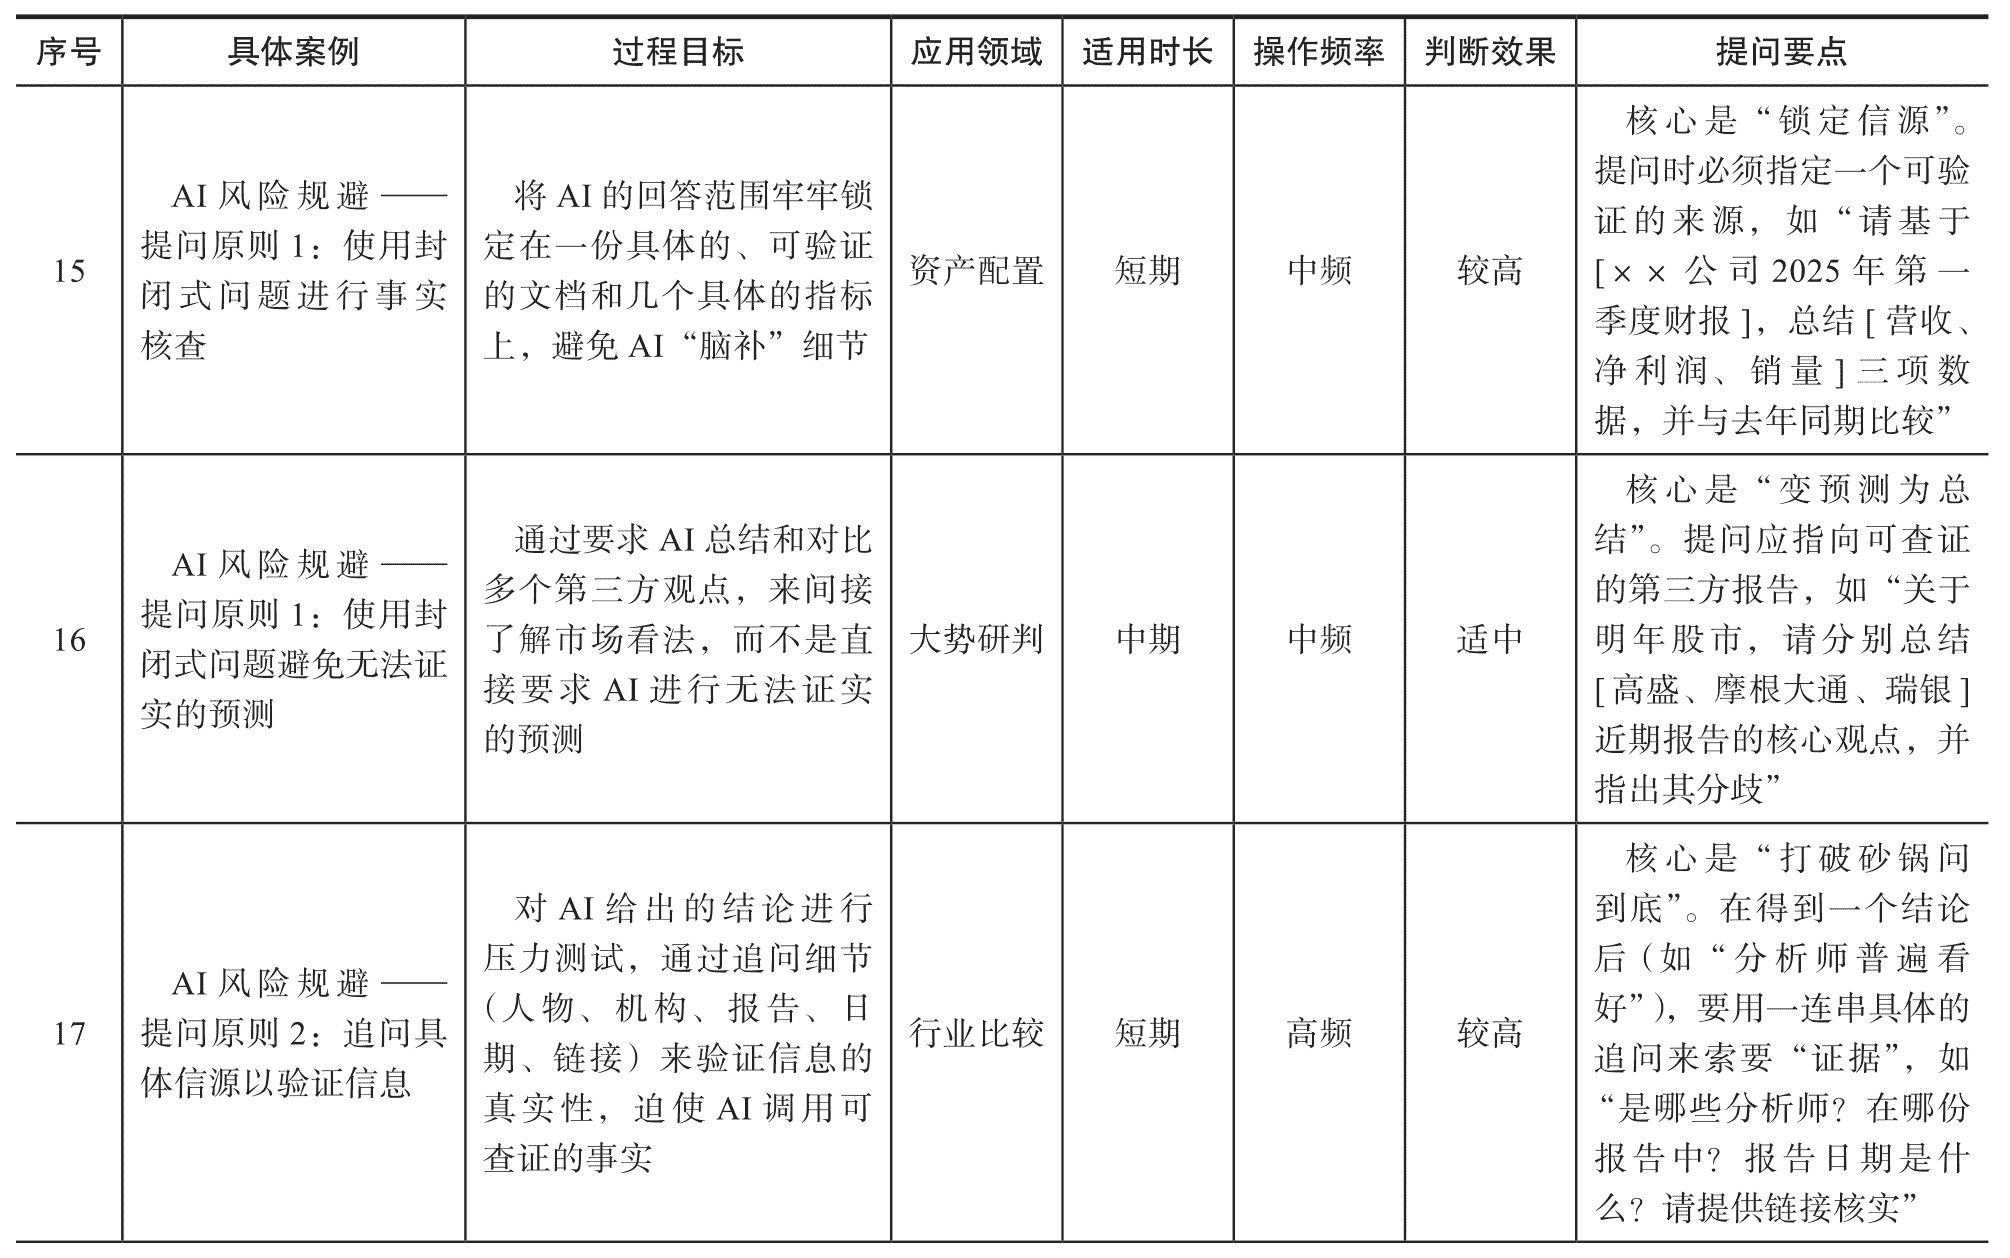 序号 具体案例 过程目标 应用领域 适用时长 操作频率 判断效果 提问要点
15
AI 风险规避 ——
提问原则 1：使用封
闭式问题进行事实
核查
将 AI 的回答范围牢牢锁
定在一份具体的、可验证
的文档和几个具体的指标
上，避免 AI“脑补”细节
资产配置
短期
中频
较高
核心是“锁定信源”。
提问时必须指定一个可验
证的来源，如“请基于
[×× 公司 2025 年第一
季度财报]，总结[营收、
净利润、销量]三项数
据，并与去年同期比较”
16
AI 风险规避 ——
提问原则 1：使用封
闭式问题避免无法证
实的预测
通过要求 AI 总结和对比
多个第三方观点，来间接
了解市场看法，而不是直
接要求 AI 进行无法证实
的预测
大势研判
中期
中频
适中
核心是“变预测为总
结”。提问应指向可查证
的第三方报告，如“关于
明年股市，请分别总结
[高盛、摩根大通、瑞银]
近期报告的核心观点，并
指出其分歧”
17
AI 风险规避 ——
提问原则 2：追问具
体信源以验证信息
对 AI 给出的结论进行
压力测试，通过追问细节
（人物、机构、报告、日
期、链接）来验证信息的
真实性，迫使 AI 调用可
查证的事实
行业比较
短期
高频
较高
核心是“打破砂锅问
到底”。在得到一个结论
后（如“分析师普遍看
好”），要用一连串具体的
追问来索要“证据”，如
“是哪些分析师？在哪份
报告中？报告日期是什
么？请提供链接核实”